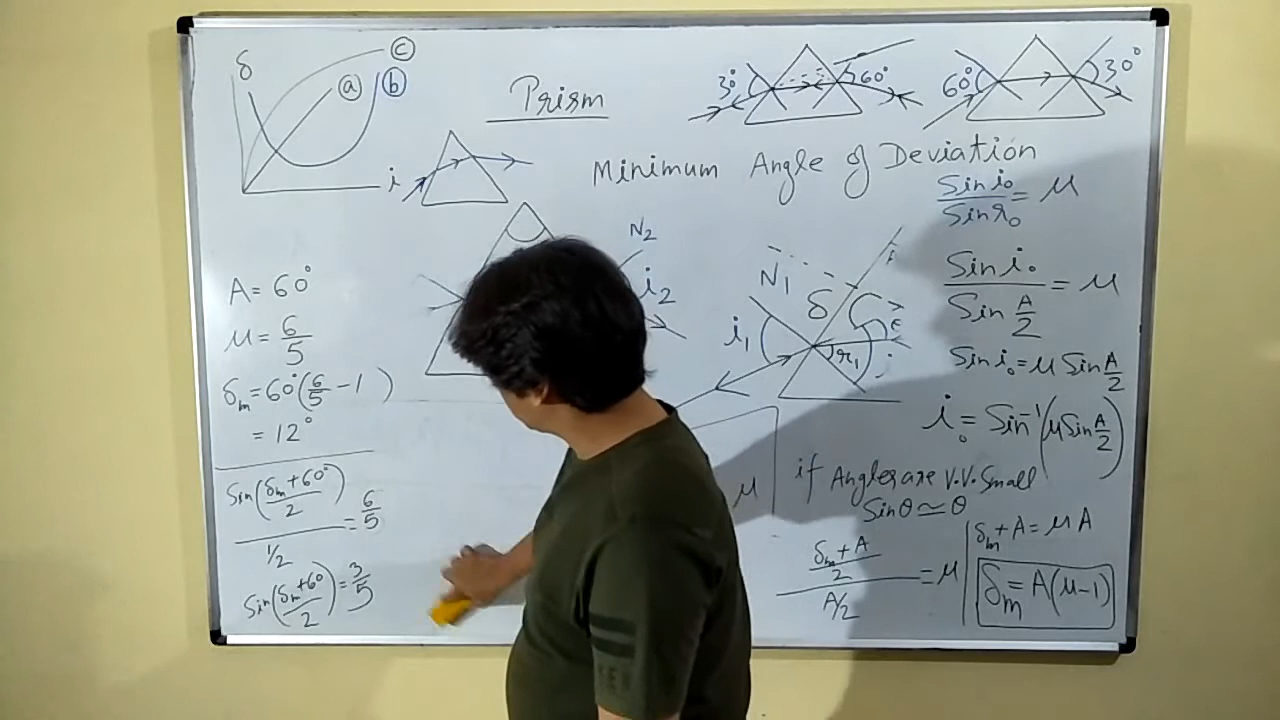 δ
ⓒ
ⓐ
ⓑ
i
Prism
30°
60°
60°
30°
Minimum Angle of Deviation
Sin i₀/Sin r₀ = μ
N₂
i₂
N₁
δ
i₁
r₁
A = 60°
μ = 6/5
δₘ = 60°(6/5 - 1)
= 12°
Sin((δₘ+60°)/2)/(1/2) = 6/5
Sin((δₘ+60)/2) = 3/5
Sin i₀/Sin A/2 = μ
Sin i₀ = μ Sin A/2
i₀ = Sin⁻¹(μ Sin A/2)
μ
if Angles are V.V. Small
Sinθ ≃ θ
((δₘ+A)/2)/(A/2) = μ
δₘ + A = μ A
δₘ = A(μ-1)